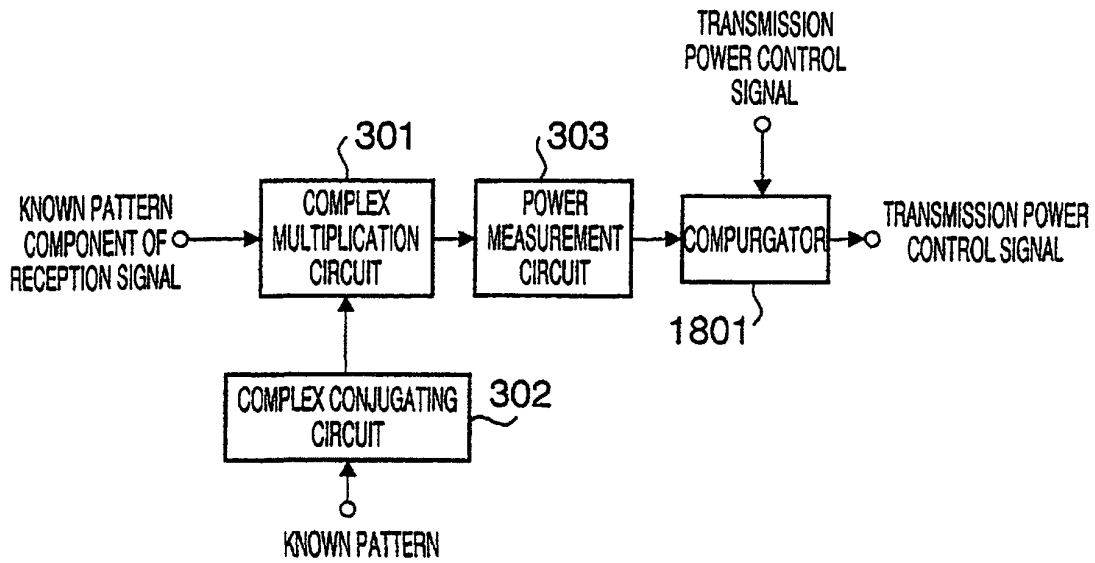 TRANSMISSION
POWER CONTROL
SIGNAL
301
303
KNOWN PATTERN
COMPONENT OF
RECEPTION SIGNAL
COMPLEX
MULTIPLICATION
CIRCUIT
POWER
MEASUREMENT
CIRCUIT
COMPURGATOR
TRANSMISSION POWER
CONTROL SIGNAL
1801
COMPLEX CONJUGATING
CIRCUIT
302
KNOWN PATTERN